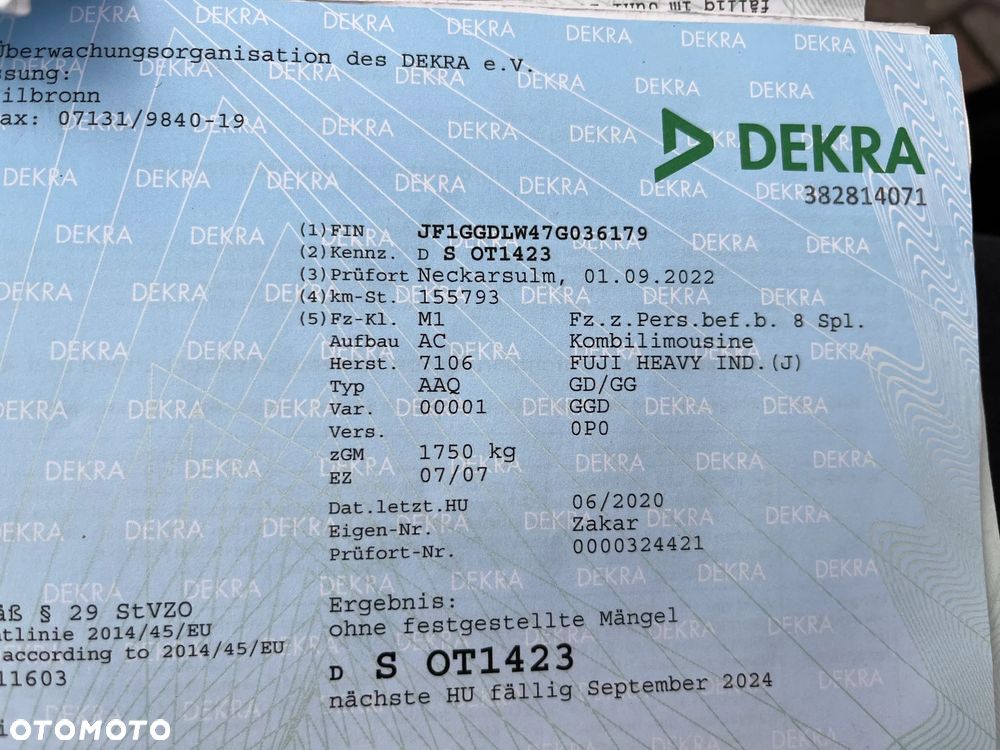 fällig im Juni
Überwachungsorganisation des DEKRA e.V.
ssung:
ilbronn
ax: 07131/9840-19
DEKRA
382814071
(1) FIN JF1GGDLW47G036179
(2) Kennz. D S OT1423
(3) Prüfort Neckarsulm, 01.09.2022
(4) km-St. 155793
(5) Fz-Kl. M1 Fz.z.Pers.bef.b. 8 Spl.
Aufbau AC Kombilimousine
Herst. 7106 FUJI HEAVY IND.(J)
Typ AAQ GD/GG
Var. 00001 GGD
Vers. 0P0
zGM 1750 kg
EZ 07/07
Dat.letzt.HU 06/2020
Eigen-Nr. Zakar
Prüfort-Nr. 0000324421
äß § 29 StVZO
tlinie 2014/45/EU
according to 2014/45/EU
11603
Ergebnis:
ohne festgestellte Mängel
D S OT1423
nächste HU fällig September 2024
OTOMOTO